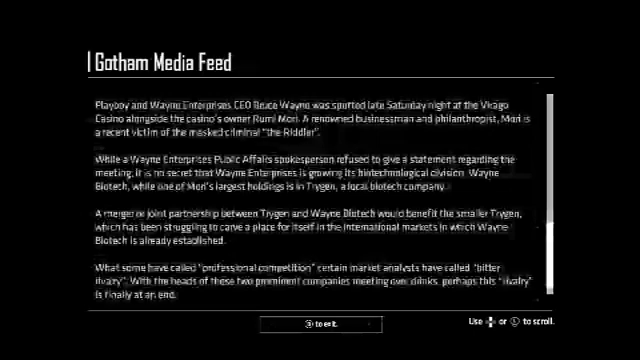 Gotham Media Feed
Playboy and Wayne Enterprises CEO Bruce Wayne was spotted late Saturday night at the Virago
Casino alongside the casino's owner Rumi Mori. A renowned businessman and philanthropist, Mori is
a recent victim of the masked criminal "the Riddler".
While a Wayne Enterprises Public Affairs spokesperson refused to give a statement regarding the
meeting, it is no secret that Wayne Enterprises is growing its biotechnological division, Wayne
Biotech, while one of Mori's largest holdings is in Trygen, a local biotech company.
A merger or joint partnership between Trygen and Wayne Biotech would benefit the smaller Trygen,
which has been struggling to carve a place for itself in the international markets in which Wayne
Biotech is already established.
What some have called "professional competition" certain market analysts have called "bitter
rivalry". With the heads of these two prominent companies meeting over drinks, perhaps this "rivalry"
is finally at an end.
to exit.
Use or L to scroll.